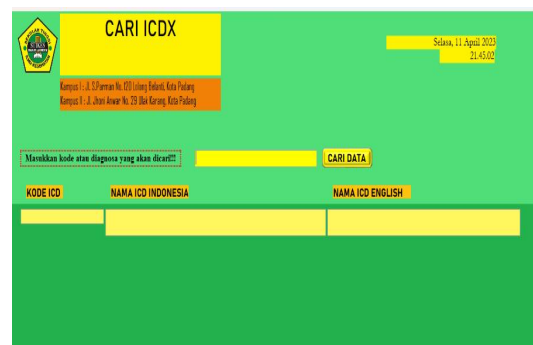 CARI ICDX
Selasa, 11 April 2023
21.45.02
Kampus I : Jl. S.Parman No. 120 Lolong Belanti, Kota Padang
Kampus II : Jl. Jhoni Anwar No. 29 Ulak Karang, Kota Padang
Masukkan kode atau diagnosa yang akan dicari!!!
CARI DATA
KODE ICD
NAMA ICD INDONESIA
NAMA ICD ENGLISH